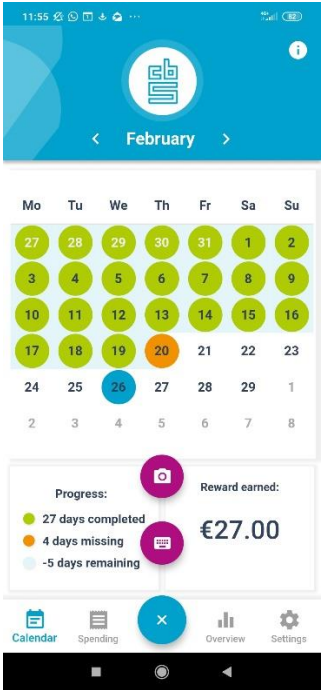 11:55
82
cbs
i
< February >
Mo Tu We Th Fr Sa Su
27 28 29 30 31 1 2
3 4 5 6 7 8 9
10 11 12 13 14 15 16
17 18 19 20 21 22 23
24 25 26 27 28 29 1
2 3 4 5 6 7 8
Progress:
27 days completed
4 days missing
-5 days remaining
Reward earned:
€27.00
Calendar Spending Overview Settings